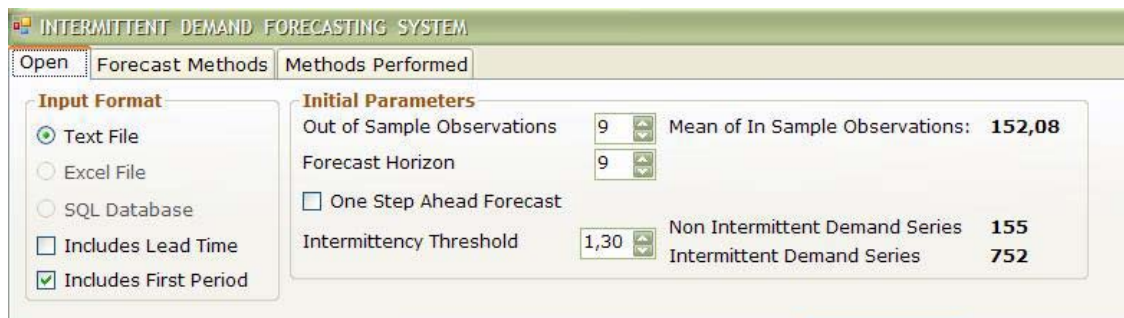 INTERMITTENT DEMAND FORECASTING SYSTEM
Open Forecast Methods Methods Performed
Input Format
Text File
Excel File
SQL Database
Includes Lead Time
Includes First Period
Initial Parameters
Out of Sample Observations 9 Mean of In Sample Observations: 152,08
Forecast Horizon 9
One Step Ahead Forecast
Intermittency Threshold 1,30
Non Intermittent Demand Series 155
Intermittent Demand Series 752